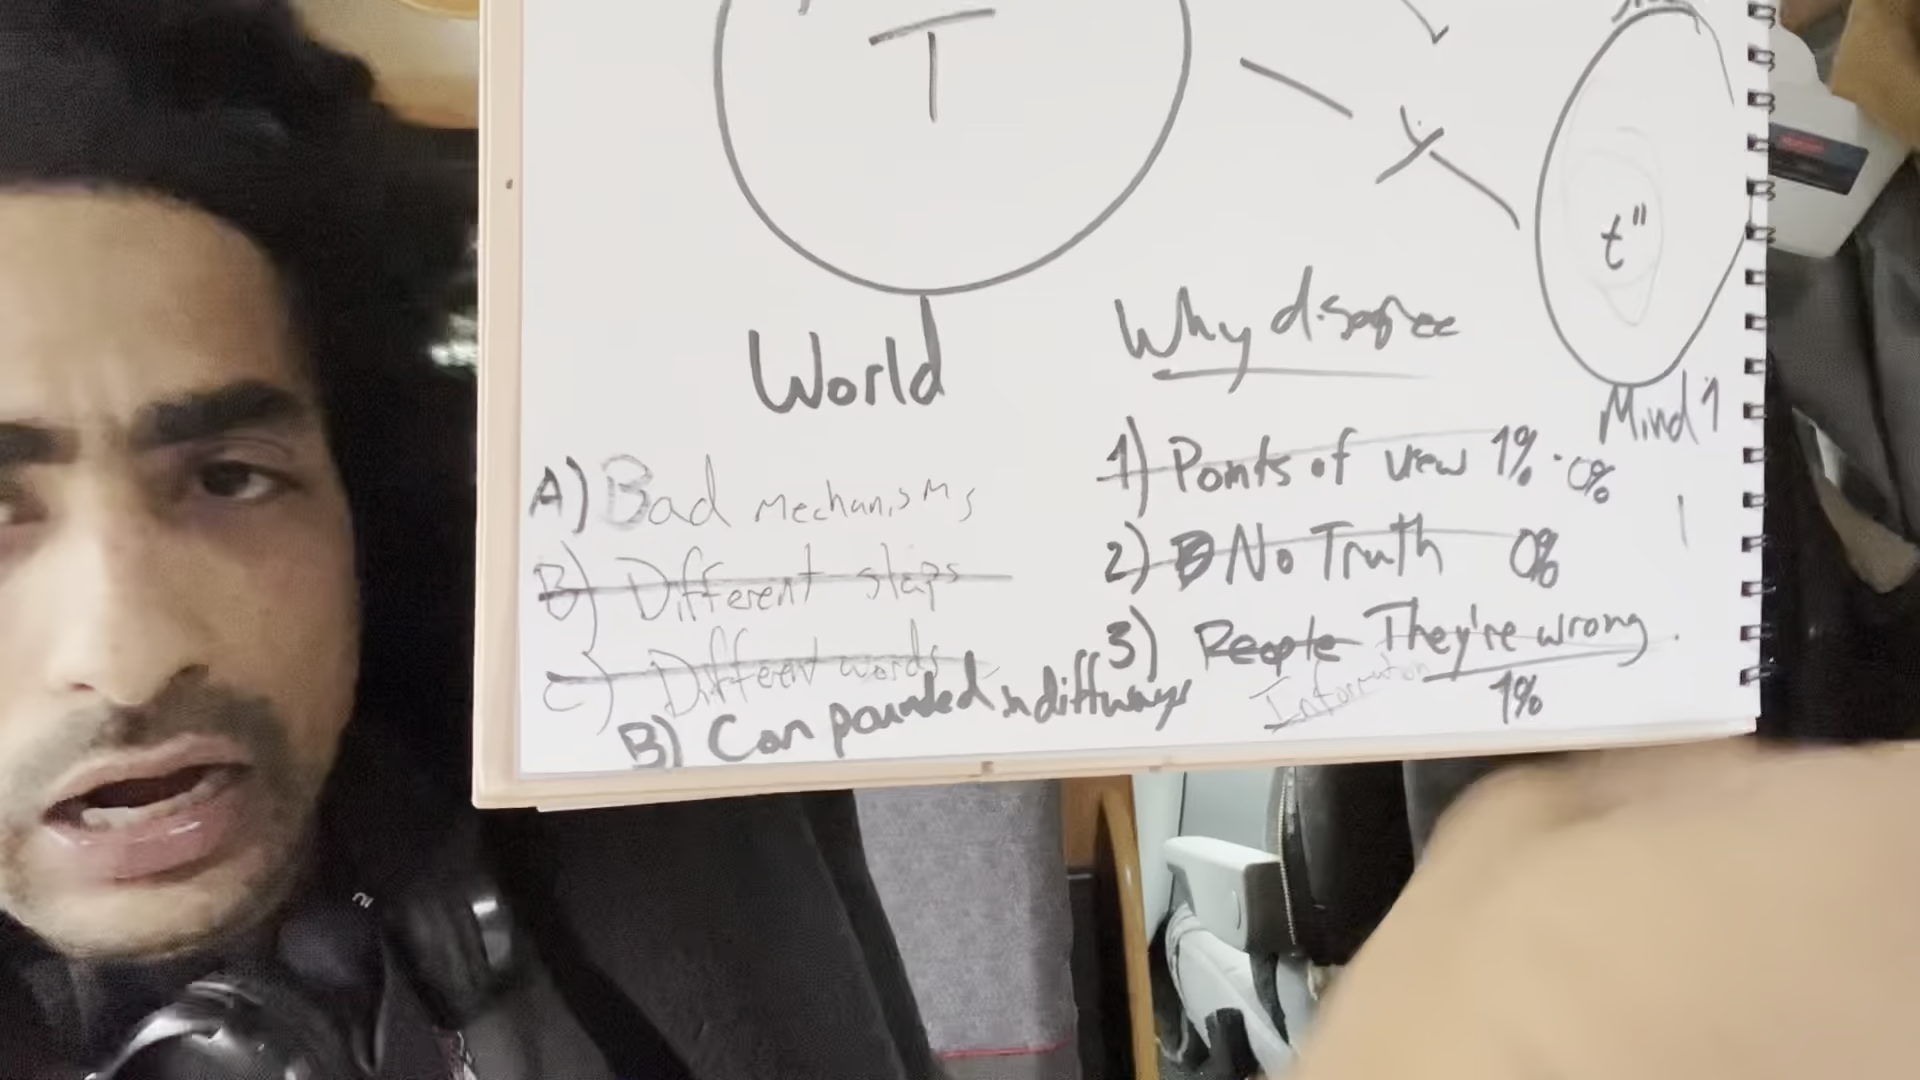 T
t"
World
Why disagree
Mind 1
A) Bad Mechanisms
B) Different steps
C) Different words
B) Compounded in diff ways
1) Points of view 1% · 0%
2) No Truth 0%
3) People They're wrong.
Information 1%